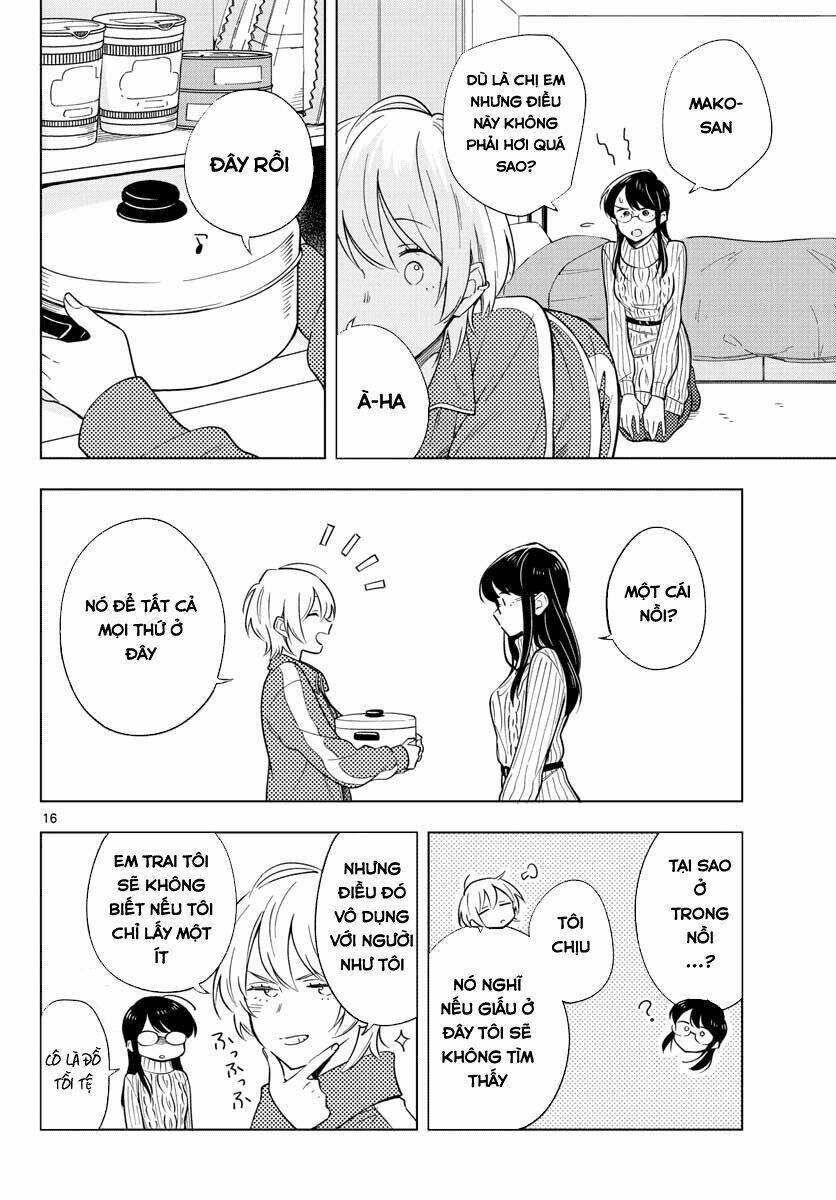 MAKO-
SAN
DÙ LÀ CHỊ EM
NHƯNG ĐIỀU
NÀY KHÔNG
PHẢI HƠI QUÁ
SAO?
À-HA
ĐÂY RỒI
♪
MỘT CÁI
NỒI?
NÓ ĐỂ TẤT CẢ
MỌI THỨ Ở
ĐÂY
16
TẠI SAO
Ở
TRONG
NỒI
...?
?
TÔI
CHỊU
NÓ NGHĨ
NẾU GIẤU Ở
ĐÂY TÔI SẼ
KHÔNG TÌM
THẤY
NHƯNG
ĐIỀU ĐÓ
VÔ DỤNG
VỚI NGƯỜI
NHƯ TÔI
ふっふっふ
EM TRAI TÔI
SẼ KHÔNG
BIẾT NẾU TÔI
CHỈ LẤY MỘT
ÍT
CÔ LÀ ĐỒ
TỒI TỆ